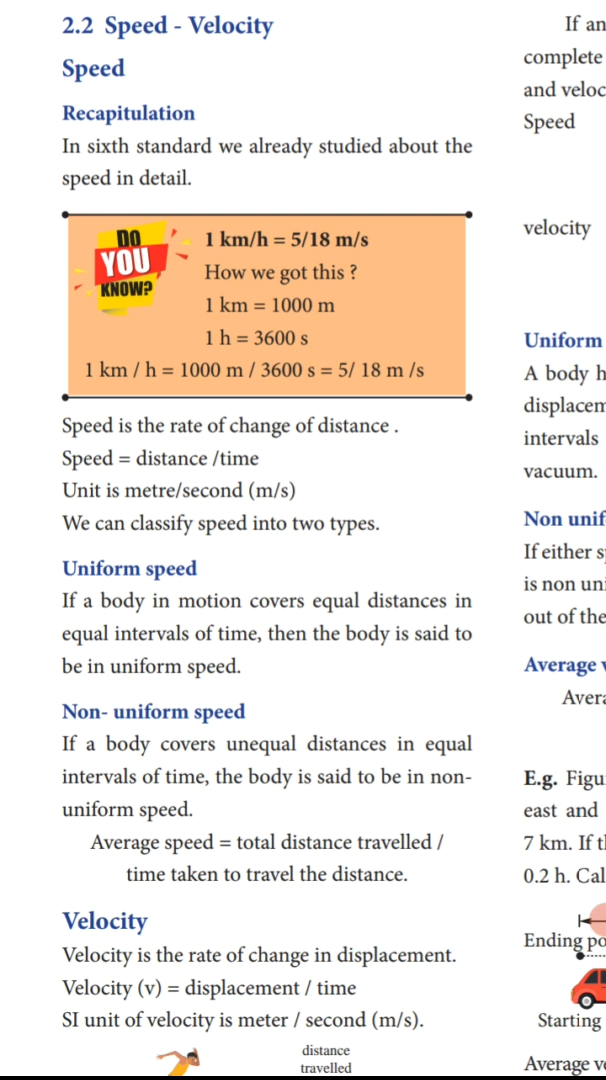 2.2 Speed - Velocity
Speed
Recapitulation
In sixth standard we already studied about the
speed in detail.
DO
YOU
KNOW?
1 km/h = 5/18 m/s
How we got this ?
1 km = 1000 m
1 h = 3600 s
1 km / h = 1000 m / 3600 s = 5/ 18 m /s
Speed is the rate of change of distance .
Speed = distance /time
Unit is metre/second (m/s)
We can classify speed into two types.
Uniform speed
If a body in motion covers equal distances in
equal intervals of time, then the body is said to
be in uniform speed.
Non- uniform speed
If a body covers unequal distances in equal
intervals of time, the body is said to be in non-
uniform speed.
Average speed = total distance travelled /
time taken to travel the distance.
Velocity
Velocity is the rate of change in displacement.
Velocity (v) = displacement / time
SI unit of velocity is meter / second (m/s).
distance
travelled
If an
complete
and
Speed
velocity
Uniform
A body
intervals
vacuum.
Non
If either
is non
out of the
Average
E.g.
east and
7 km. If
0.2 h.
Ending
Starting
Average